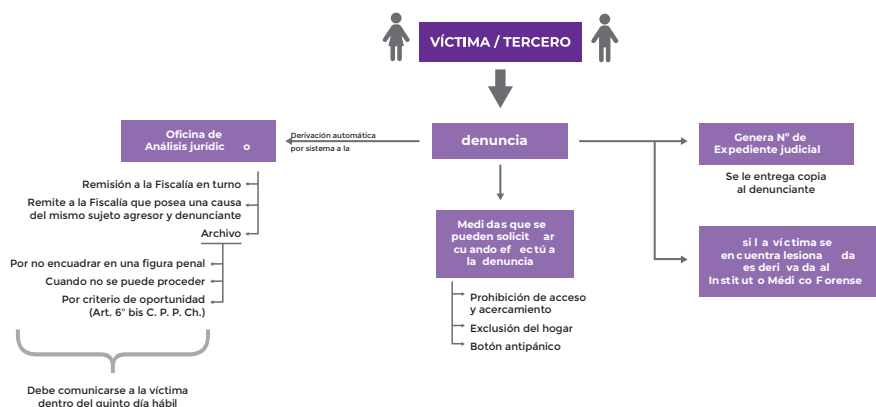 VÍCTIMA / TERCERO
Oficina de
Análisis jurídic o
Derivación automática
por sistema a la
denuncia
Genera Nº de
Expediente judicial
Se le entrega copia
al denunciante
Remisión a la Fiscalía en turno
Remite a la Fiscalía que posea una causa
del mismo sujeto agresor y denunciante
Archivo
Por no encuadrar en una figura penal
Cuando no se puede proceder
Por criterio de oportunidad
(Art. 6° bis C. P. P. Ch.)
Debe comunicarse a la víctima
dentro del quinto día hábil
Medi das que se
pueden solicit ar
cu ando ef ect ú a
la denuncia
Prohibición de acceso
y acercamiento
Exclusión del hogar
Botón antipánico
si l a víctima se
en cuentra lesiona da
es deri va da al
Institut o Médi co Forense